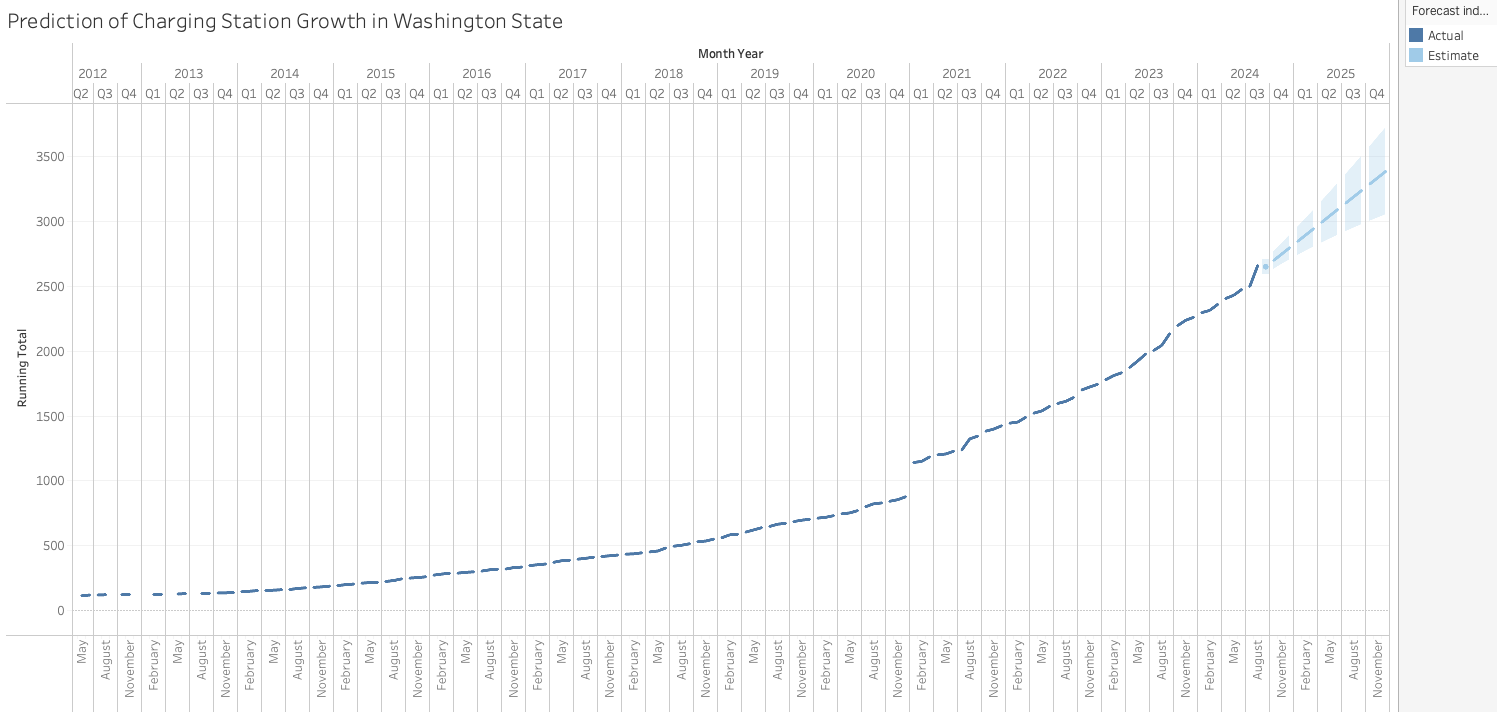 Prediction of Charging Station Growth in Washington State
Forecast ind...
Actual
Estimate
Month Year
2012 2013 2014 2015 2016 2017 2018 2019 2020 2021 2022 2023 2024 2025
Q2 Q3 Q4 Q1 Q2 Q3 Q4 Q1 Q2 Q3 Q4 Q1 Q2 Q3 Q4 Q1 Q2 Q3 Q4 Q1 Q2 Q3 Q4 Q1 Q2 Q3 Q4 Q1 Q2 Q3 Q4 Q1 Q2 Q3 Q4 Q1 Q2 Q3 Q4 Q1 Q2 Q3 Q4 Q1 Q2 Q3 Q4 Q1 Q2 Q3 Q4 Q1 Q2 Q3 Q4
3500
3000
2500
2000
1500
1000
500
0
Running Total
May August November February May August November February May August November February May August November February May August November February May August November February May August November February May August November February May August November February May August November February May August November February May August November February May August November February May August November